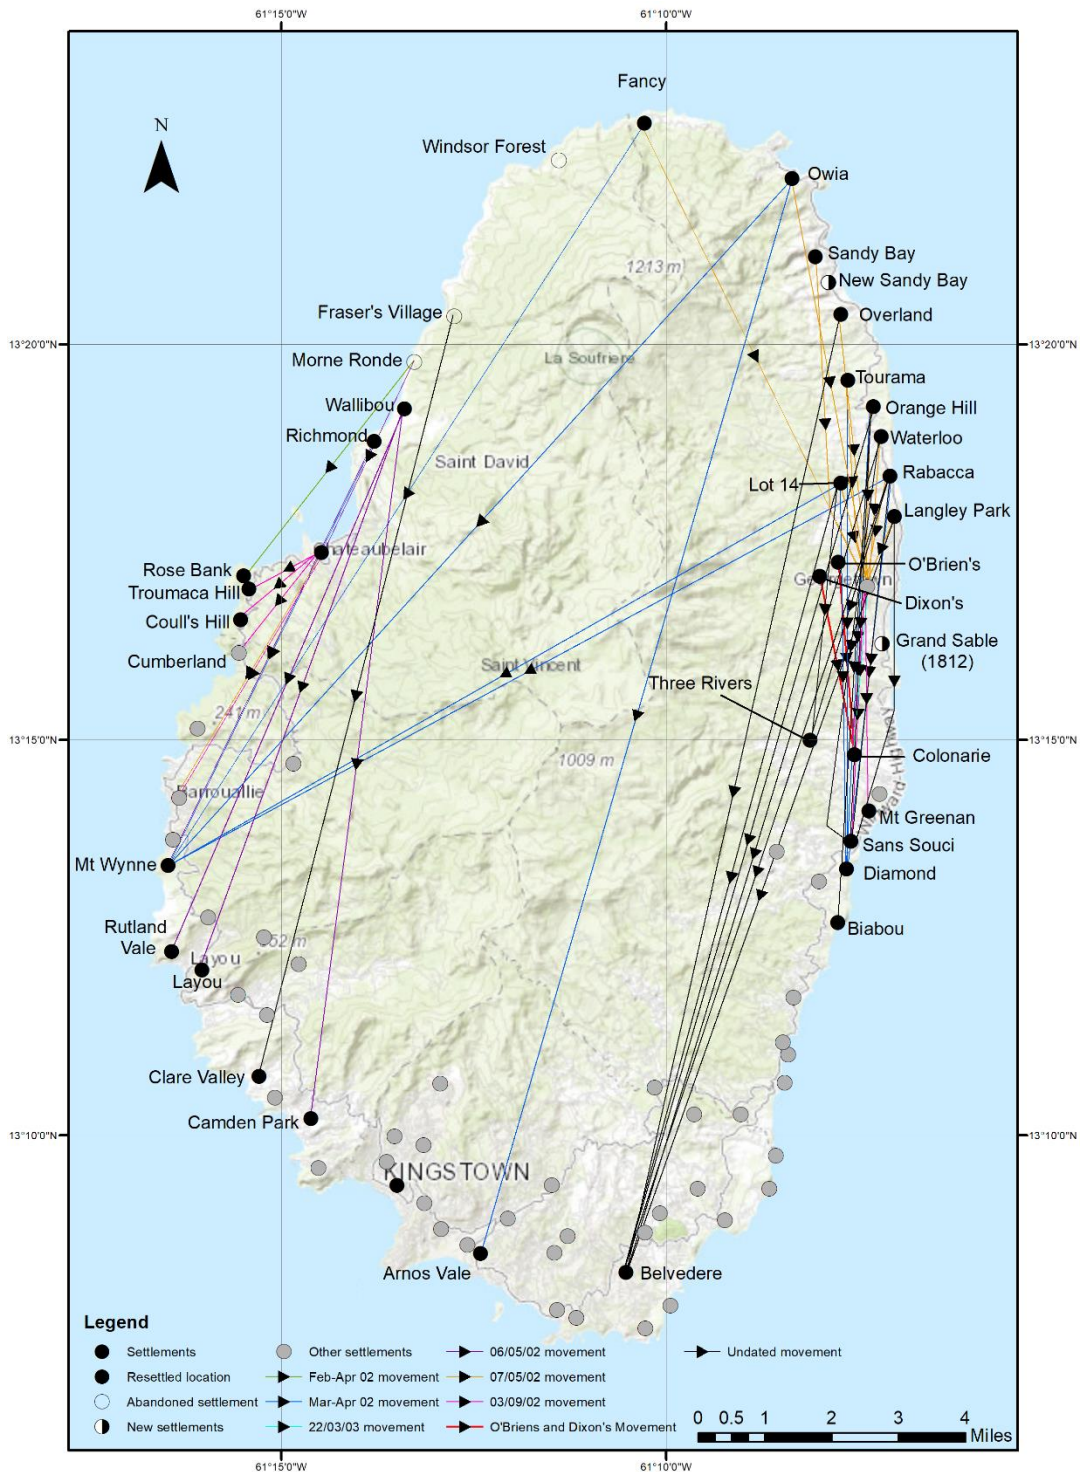 61°15'0"W
61°10'0"W
Fancy
N
Windsor Forest
Owia
Sandy Bay
1213 m
New Sandy Bay
Fraser's Village
Overland
13°20'0"N
13°20'0"N
La Soufriere
Morne Ronde
Tourama
Wallibou
Orange Hill
Richmond
Waterloo
Saint David
Rabacca
Lot 14
Langley Park
Chateaubelair
O'Brien's
Rose Bank
Georgetown
Troumaca Hill
Dixon's
Coull's Hill
Grand Sable
(1812)
Cumberland
Saint Vincent
Three Rivers
241 m
13°15'0"N
13°15'0"N
Colonarie
1009 m
Windward Highway
Barrouallie
Mt Greenan
Sans Souci
Mt Wynne
Diamond
Rutland
Vale
Biabou
352 m
Layou
Layou
Clare Valley
Camden Park
13°10'0"N
13°10'0"N
KINGSTOWN
Arnos Vale
Belvedere
Legend
Settlements
Other settlements
06/05/02 movement
Undated movement
Resettled location
Feb-Apr 02 movement
07/05/02 movement
Abandoned settlement
Mar-Apr 02 movement
03/09/02 movement
New settlements
22/03/03 movement
O'Briens and Dixon's Movement
0 0.5 1 2 3 4
Miles
61°15'0"W
61°10'0"W